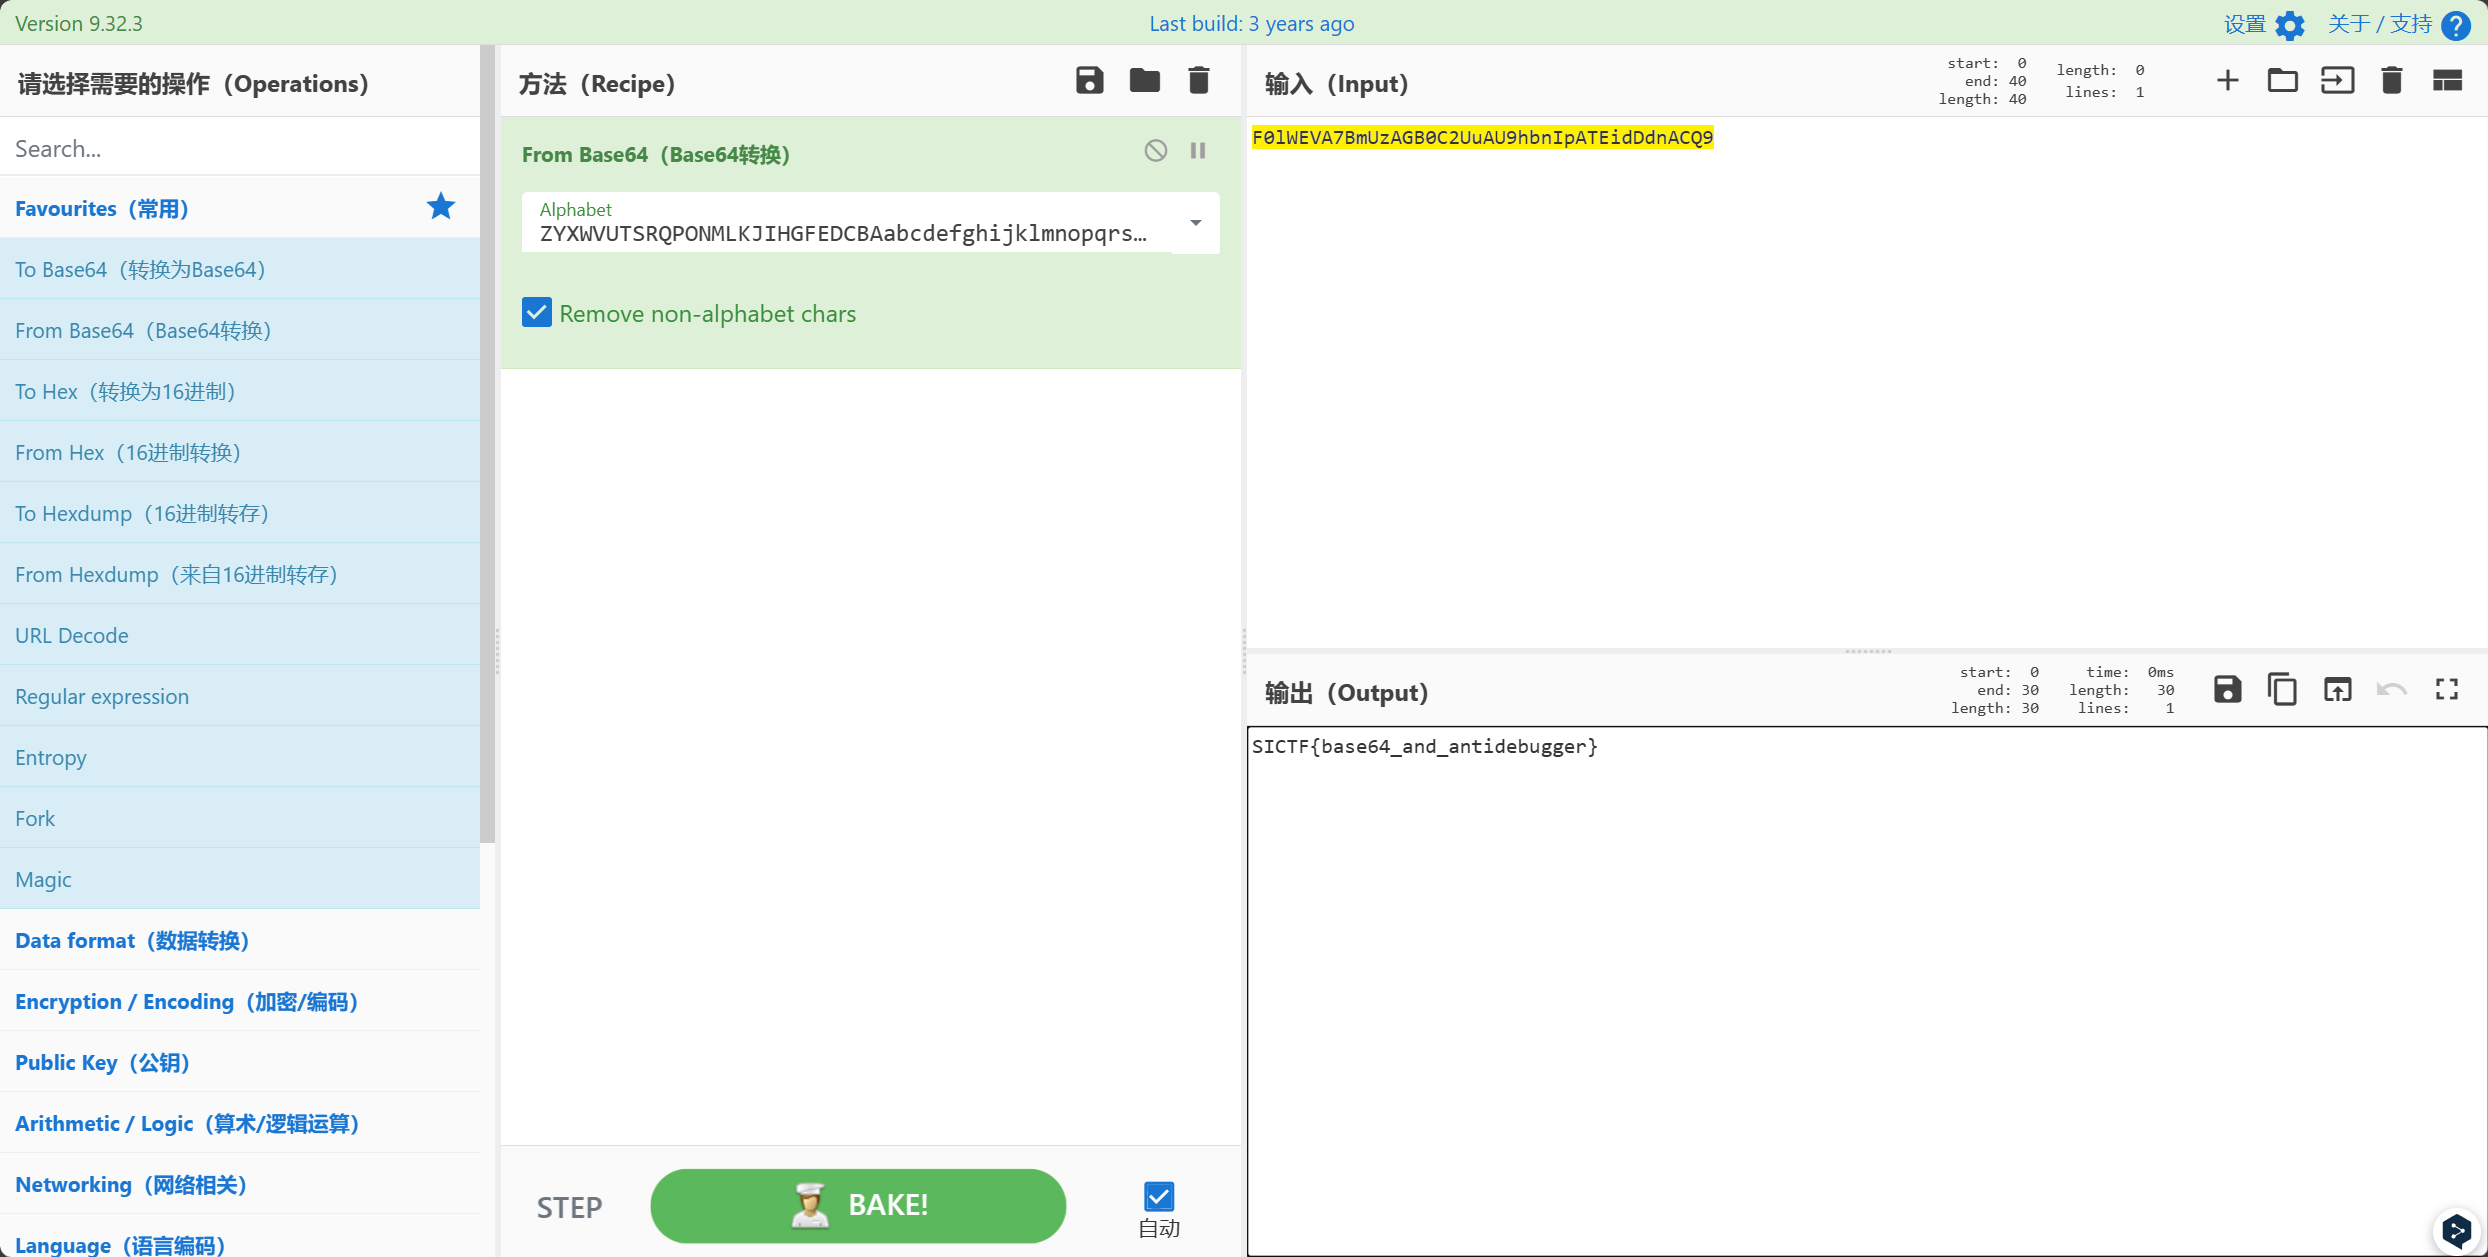 Version 9.32.3
Last build: 3 years ago
设置
关于 / 支持
请选择需要的操作（Operations）
Search...
Favourites（常用）
To Base64（转换为Base64）
From Base64（Base64转换）
To Hex（转换为16进制）
From Hex（16进制转换）
To Hexdump（16进制转存）
From Hexdump（来自16进制转存）
URL Decode
Regular expression
Entropy
Fork
Magic
Data format（数据转换）
Encryption / Encoding（加密/编码）
Public Key（公钥）
Arithmetic / Logic（算术/逻辑运算）
Networking（网络相关）
Language（语言编码）
方法（Recipe）
From Base64（Base64转换）
Alphabet
ZYXWVUTSRQPONMLKJIHGFEDCBAabcdefghijklmnopqrs...
Remove non-alphabet chars
STEP
BAKE!
自动
输入（Input）
start: 0
end: 40
length: 40
length: 0
lines: 1
F0lWEVA7BmUzAGB0C2UuAU9hbnIpATEidDdnACQ9
输出（Output）
start: 0
end: 30
length: 30
time: 0ms
length: 30
lines: 1
SICTF{base64_and_antidebugger}